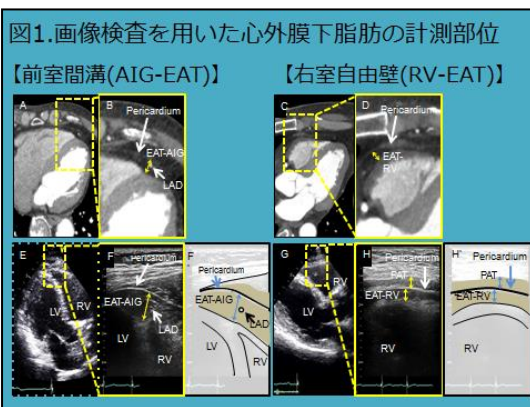 図1.画像検査を用いた心外膜下脂肪の計測部位
【前室間溝(AIG-EAT)】
【右室自由壁(RV-EAT)】
A
B
Pericardium
EAT-AIG
LAD
C
D
Pericardium
EAT-
RV
E
RV
LV
F
Pericardium
EAT-AIG
LAD
LV
RV
F'
Pericardium
EAT-AIG
LAD
LV
RV
G
RV
LV
H
Pericardium
PAT
EAT-RV
RV
H'
Pericardium
PAT
EAT-RV
RV